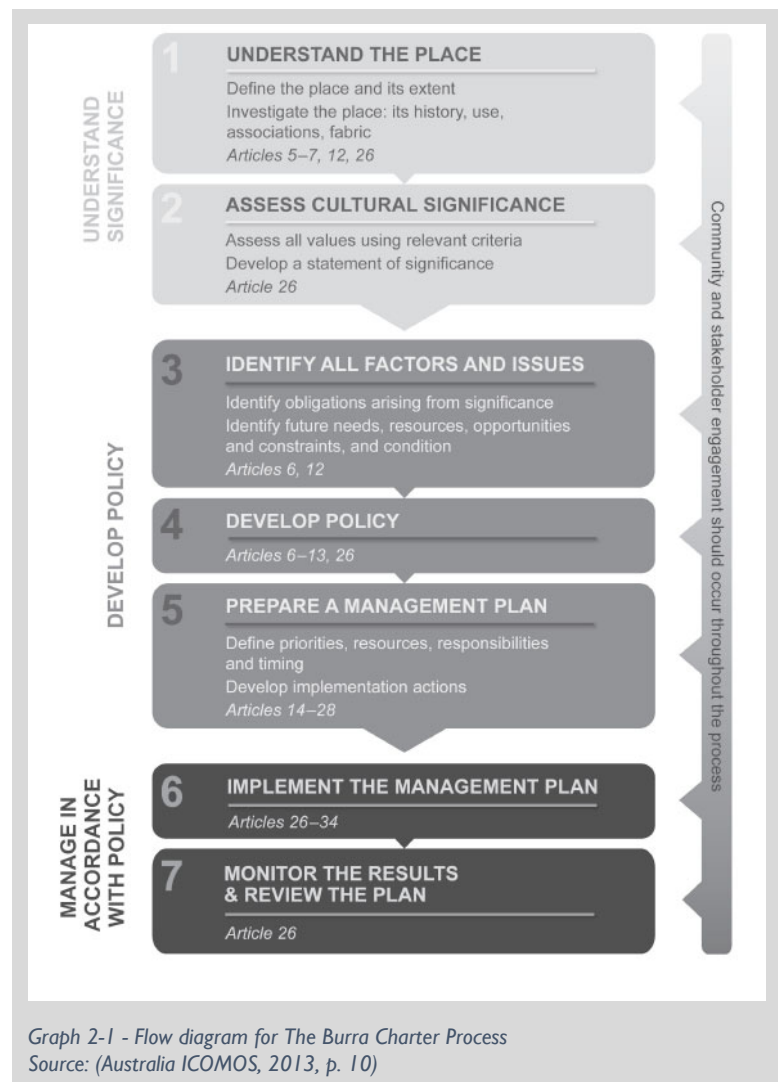 UNDERSTAND
SIGNIFICANCE
1
UNDERSTAND THE PLACE
Define the place and its extent
Investigate the place: its history, use,
associations, fabric
Articles 5–7, 12, 26
2
ASSESS CULTURAL SIGNIFICANCE
Assess all values using relevant criteria
Develop a statement of significance
Article 26
DEVELOP POLICY
3
IDENTIFY ALL FACTORS AND ISSUES
Identify obligations arising from significance
Identify future needs, resources, opportunities
and constraints, and condition
Articles 6, 12
4
DEVELOP POLICY
Articles 6–13, 26
5
PREPARE A MANAGEMENT PLAN
Define priorities, resources, responsibilities
and timing
Develop implementation actions
Articles 14–28
MANAGE IN
ACCORDANCE
WITH POLICY
6
IMPLEMENT THE MANAGEMENT PLAN
Articles 26–34
7
MONITOR THE RESULTS
& REVIEW THE PLAN
Article 26
Community and stakeholder engagement should occur throughout the process
Graph 2-1 - Flow diagram for The Burra Charter Process
Source: (Australia ICOMOS, 2013, p. 10)